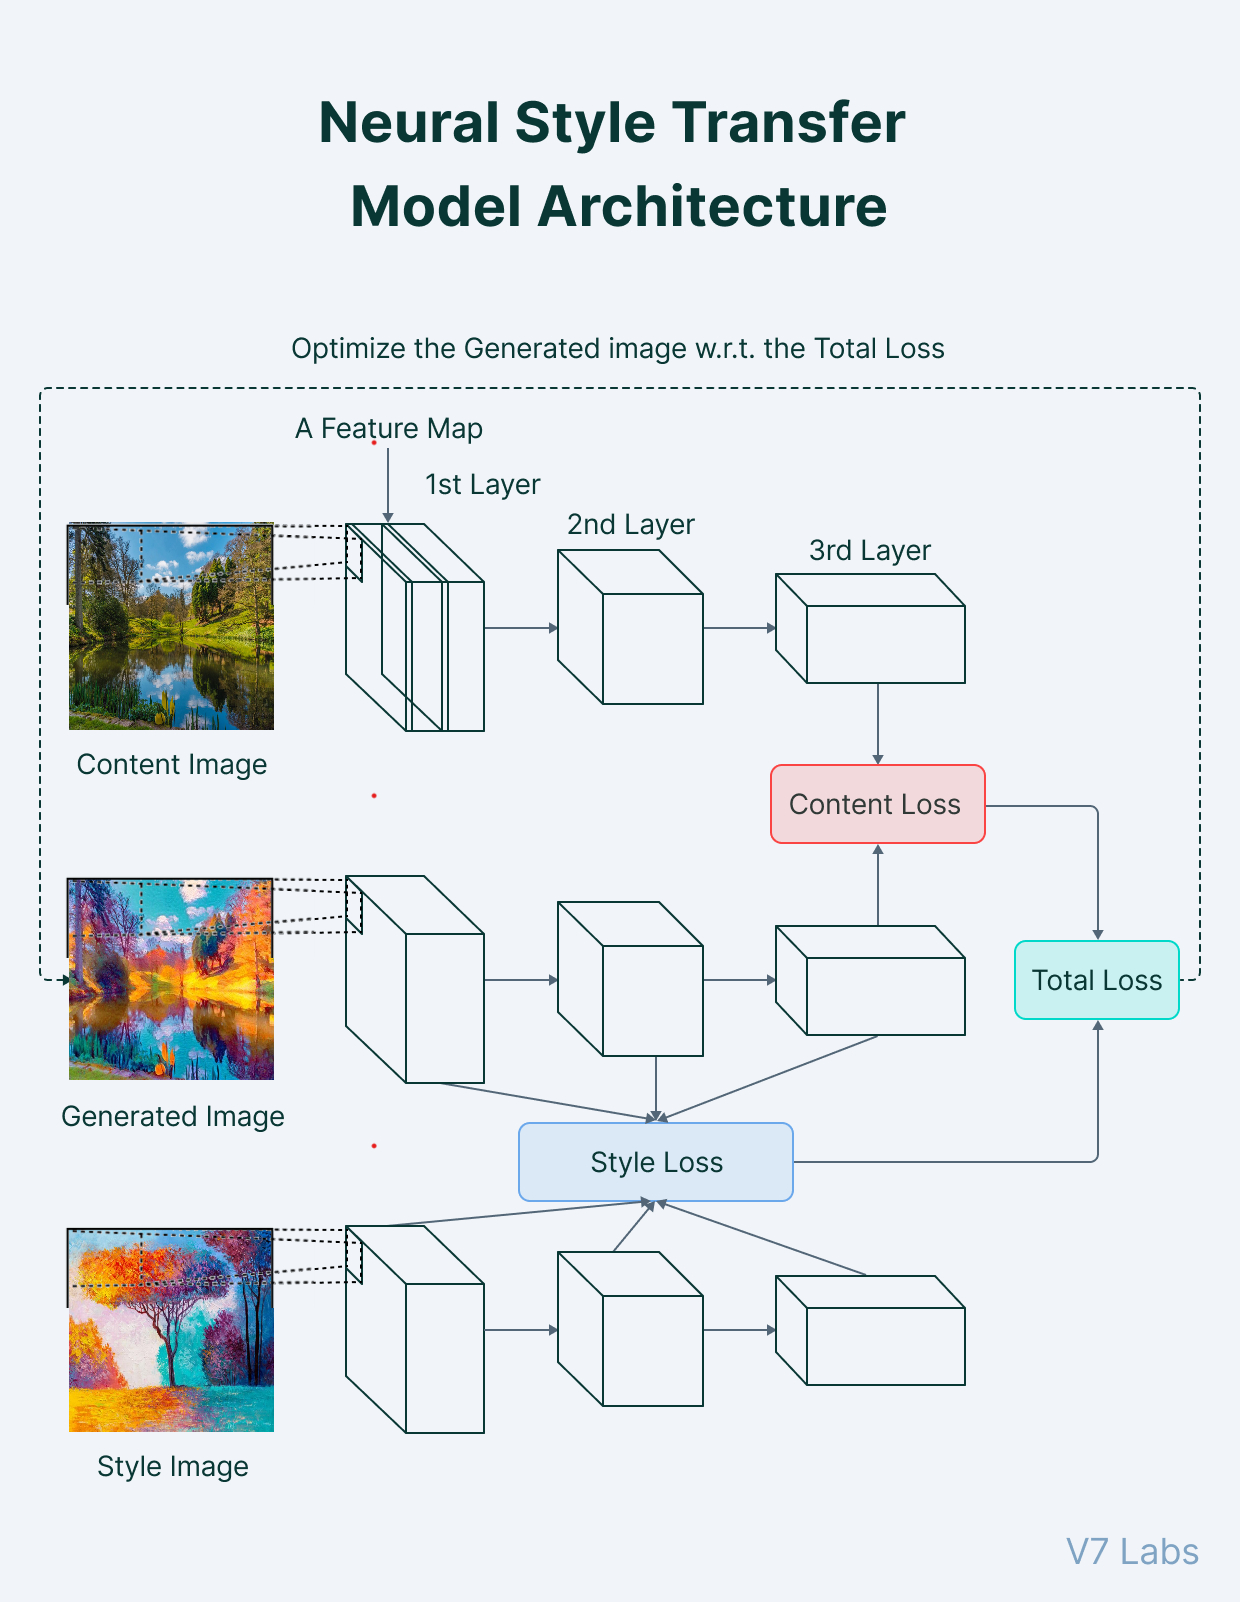 Neural Style Transfer
Model Architecture
Optimize the Generated image w.r.t. the Total Loss
A Feature Map
1st Layer
2nd Layer
3rd Layer
Content Image
Content Loss
Total Loss
Generated Image
Style Loss
Style Image
V7 Labs